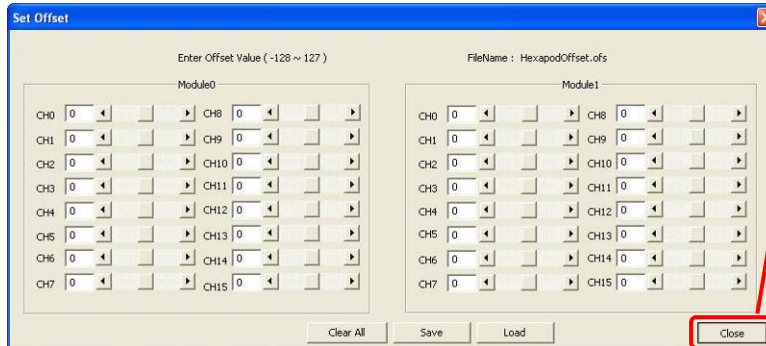 Set Offset
Enter Offset Value ( -128 ~ 127 )
FileName : HexapodOffset.ofs
Module0
Module1
CH0 0 CH8 0
CH1 0 CH9 0
CH2 0 CH10 0
CH3 0 CH11 0
CH4 0 CH12 0
CH5 0 CH13 0
CH6 0 CH14 0
CH7 0 CH15 0
CH0 0 CH8 0
CH1 0 CH9 0
CH2 0 CH10 0
CH3 0 CH11 0
CH4 0 CH12 0
CH5 0 CH13 0
CH6 0 CH14 0
CH7 0 CH15 0
Clear All Save Load Close